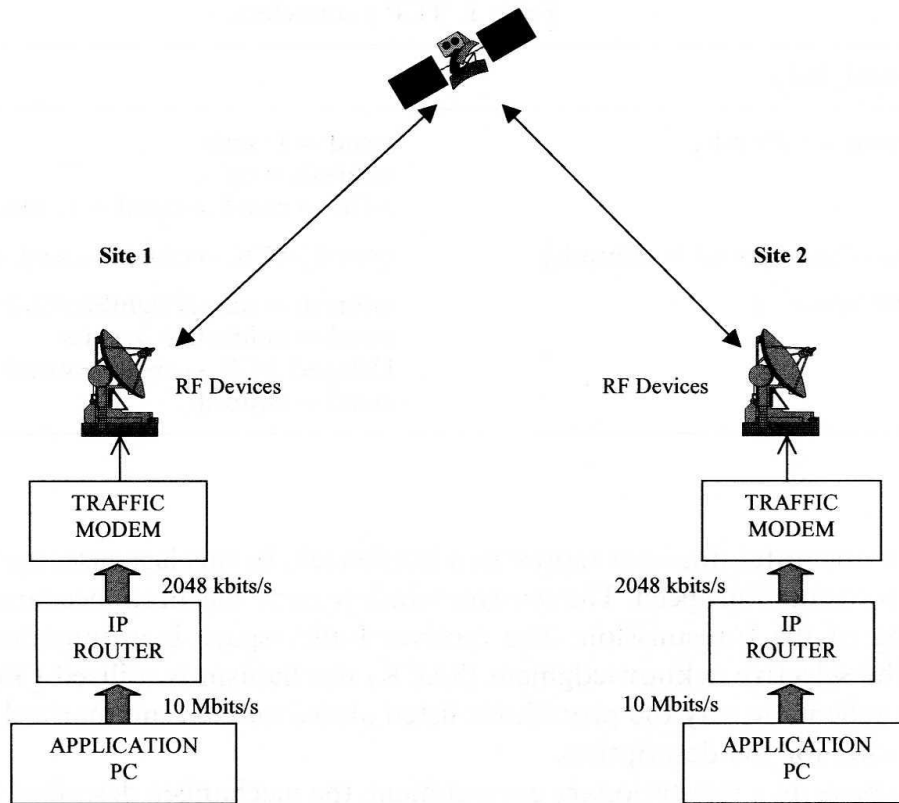 Site 1
Site 2
RF Devices
RF Devices
TRAFFIC
MODEM
TRAFFIC
MODEM
2048 kbits/s
2048 kbits/s
IP
ROUTER
IP
ROUTER
10 Mbits/s
10 Mbits/s
APPLICATION
PC
APPLICATION
PC